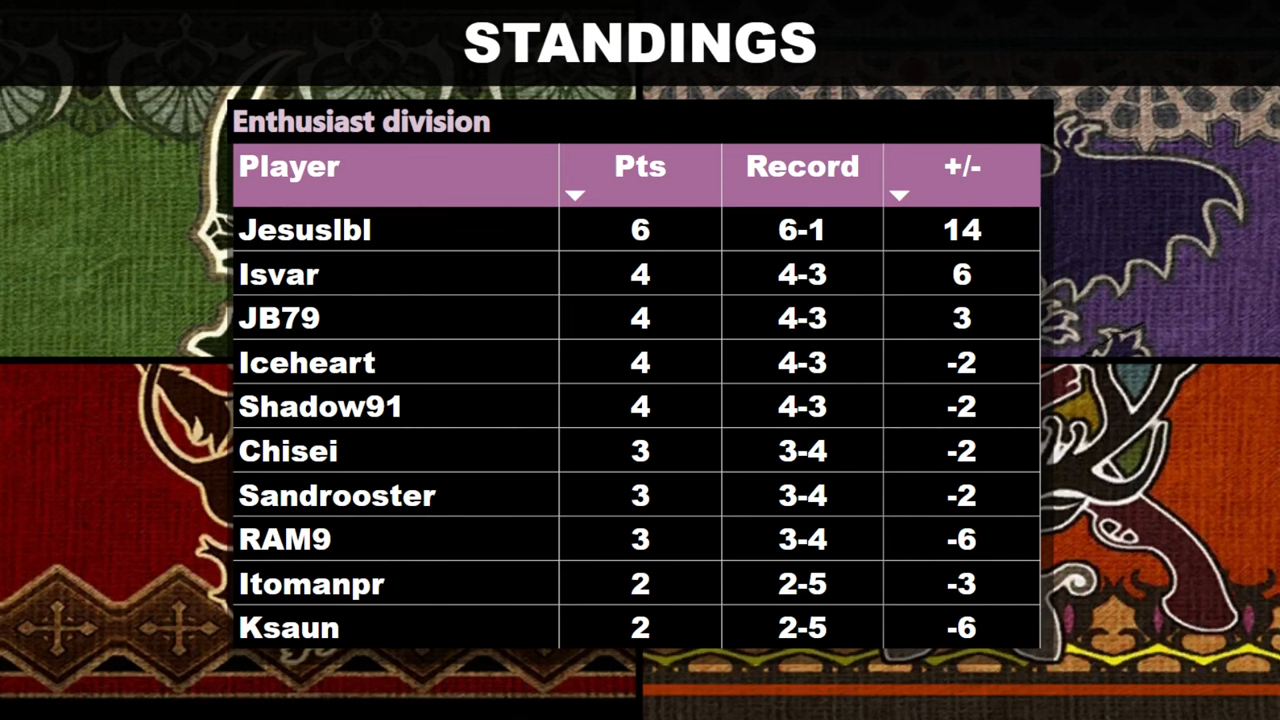 STANDINGS
Enthusiast division
Player Pts Record +/-
Jesuslbl 6 6-1 14
Isvar 4 4-3 6
JB79 4 4-3 3
Iceheart 4 4-3 -2
Shadow91 4 4-3 -2
Chisei 3 3-4 -2
Sandrooster 3 3-4 -2
RAM9 3 3-4 -6
Itomanpr 2 2-5 -3
Ksaun 2 2-5 -6